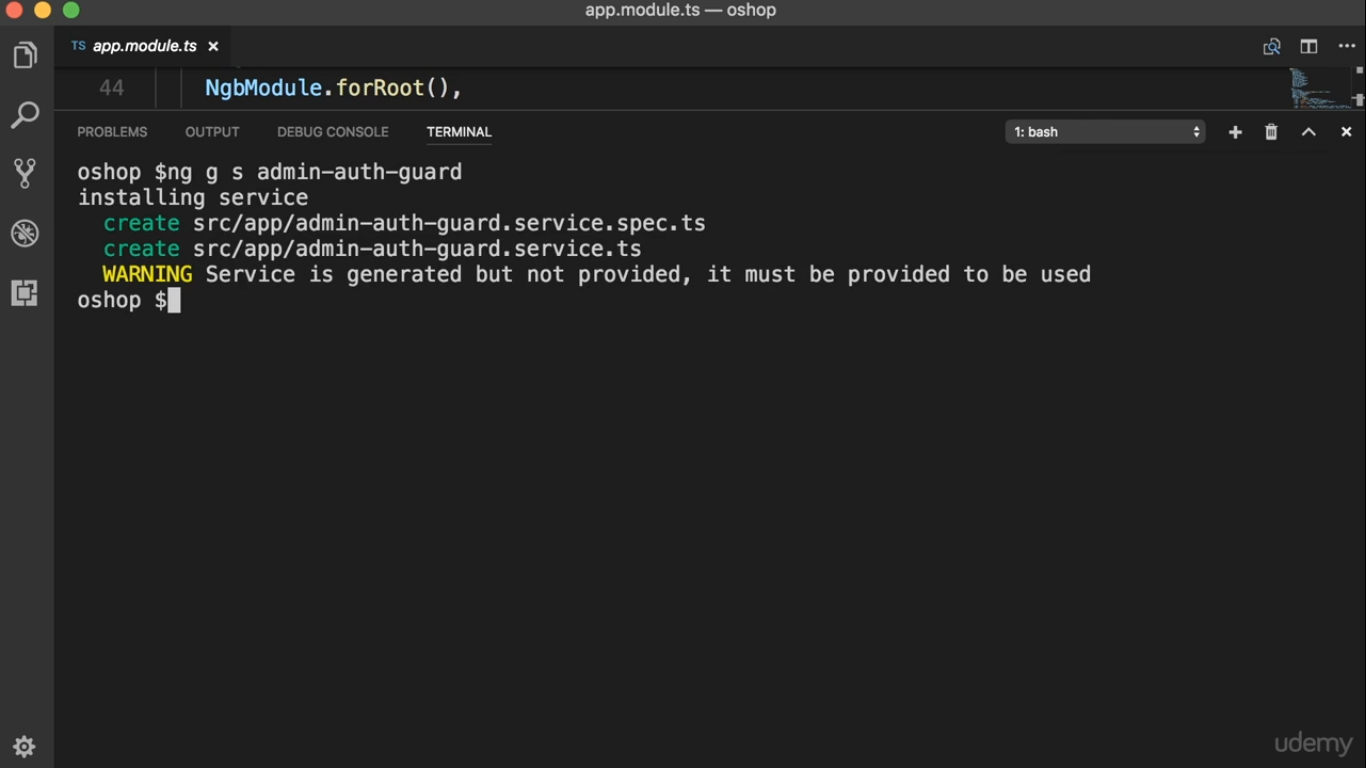 app.module.ts — oshop
TS app.module.ts ×
44 NgbModule.forRoot(),
PROBLEMS OUTPUT DEBUG CONSOLE TERMINAL 1: bash
oshop $ng g s admin-auth-guard
installing service
create src/app/admin-auth-guard.service.spec.ts
create src/app/admin-auth-guard.service.ts
WARNING Service is generated but not provided, it must be provided to be used
oshop $
udemy